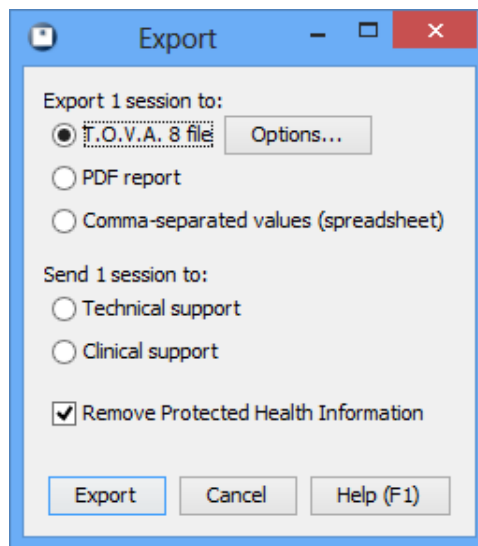 Export
Export 1 session to:
T.O.V.A. 8 file Options...
PDF report
Comma-separated values (spreadsheet)
Send 1 session to:
Technical support
Clinical support
Remove Protected Health Information
Export Cancel Help (F1)